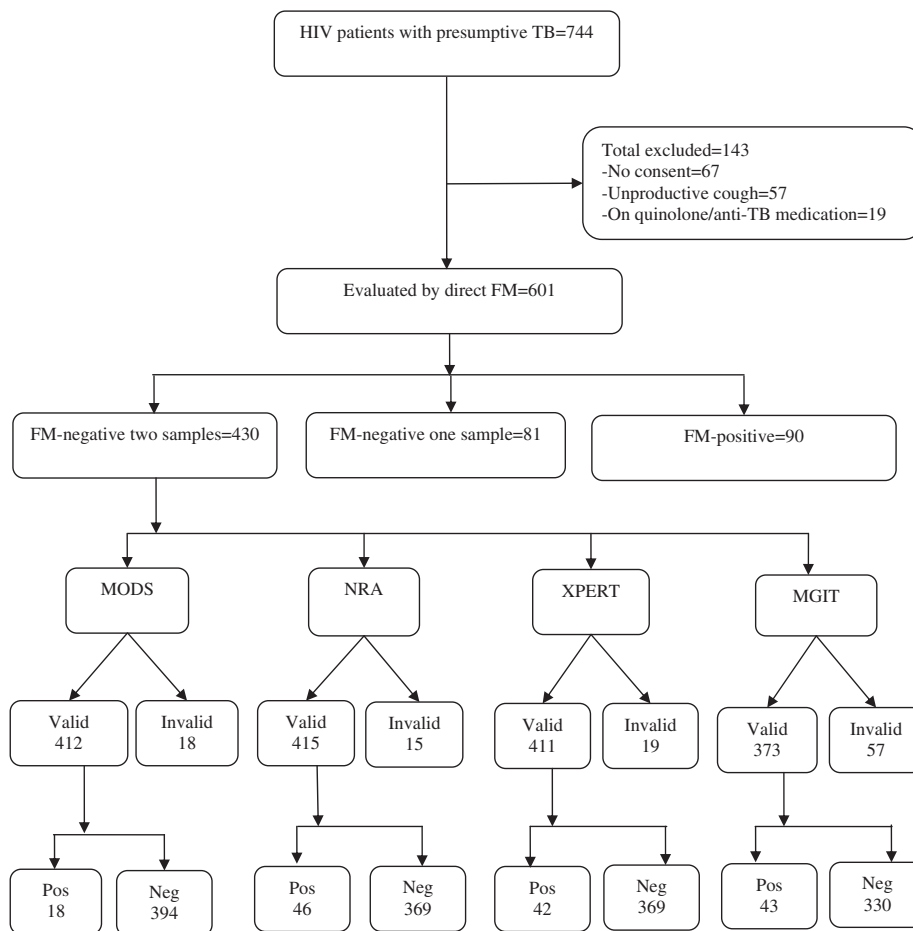 HIV patients with presumptive TB=744
Total excluded=143
-No consent=67
-Unproductive cough=57
-On quinolone/anti-TB medication=19
Evaluated by direct FM=601
FM-negative two samples=430
FM-negative one sample=81
FM-positive=90
MODS
NRA
XPERT
MGIT
Valid
412
Invalid
18
Valid
415
Invalid
15
Valid
411
Invalid
19
Valid
373
Invalid
57
Pos
18
Neg
394
Pos
46
Neg
369
Pos
42
Neg
369
Pos
43
Neg
330